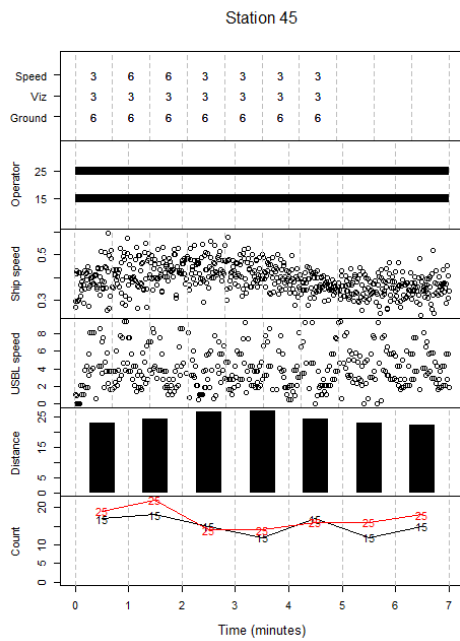 Station 45
Speed 3 6 6 3 3 3 3
Viz 3 3 3 3 3 3 3
Ground 6 6 6 6 6 6 6
Operator
25
15
Ship speed
0.5
0.3
USBL speed
8
6
4
2
0
Distance
25
15
5
0
Count
20
10
5
0
25 25 25 25 25 25 25
15 15 15 15 15 15 15
0 1 2 3 4 5 6 7
Time (minutes)